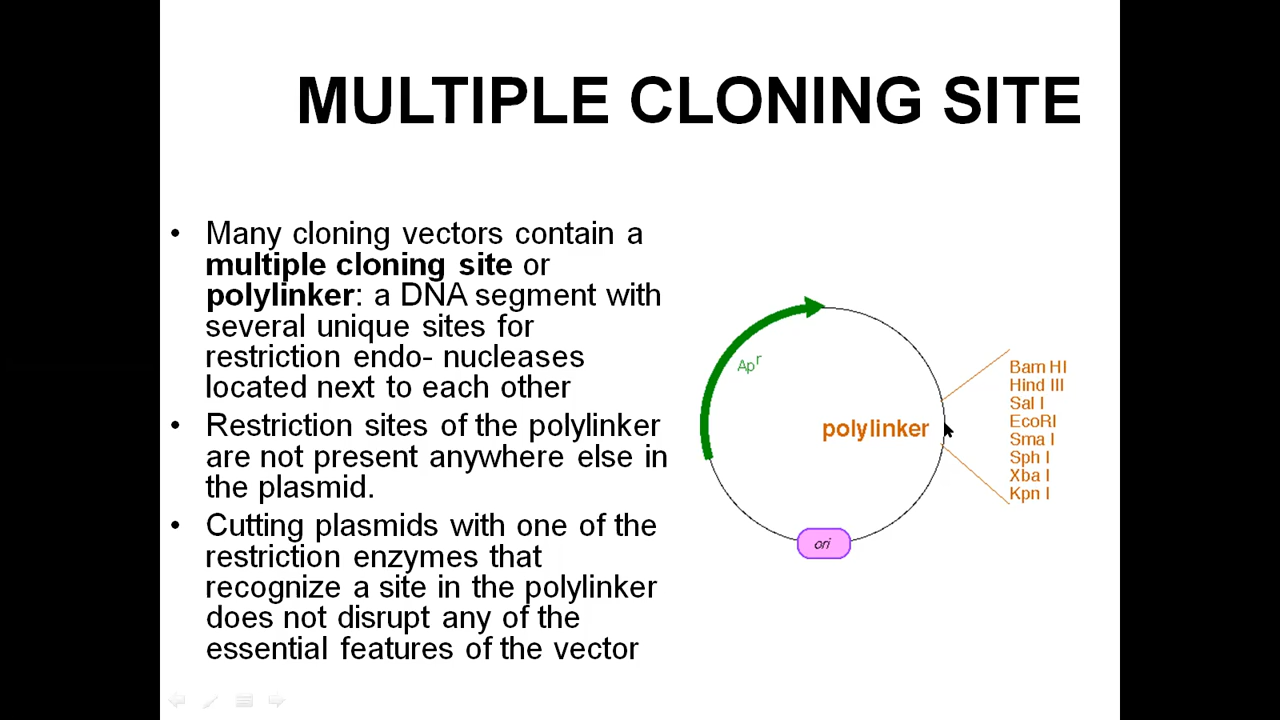 MULTIPLE CLONING SITE
• Many cloning vectors contain a
multiple cloning site or
polylinker: a DNA segment with
several unique sites for
restriction endo- nucleases
located next to each other
• Restriction sites of the polylinker
are not present anywhere else in
the plasmid.
• Cutting plasmids with one of the
restriction enzymes that
recognize a site in the polylinker
does not disrupt any of the
essential features of the vector
Apr
polylinker
Bam HI
Hind III
Sal I
EcoRI
Sma I
Sph I
Xba I
Kpn I
ori